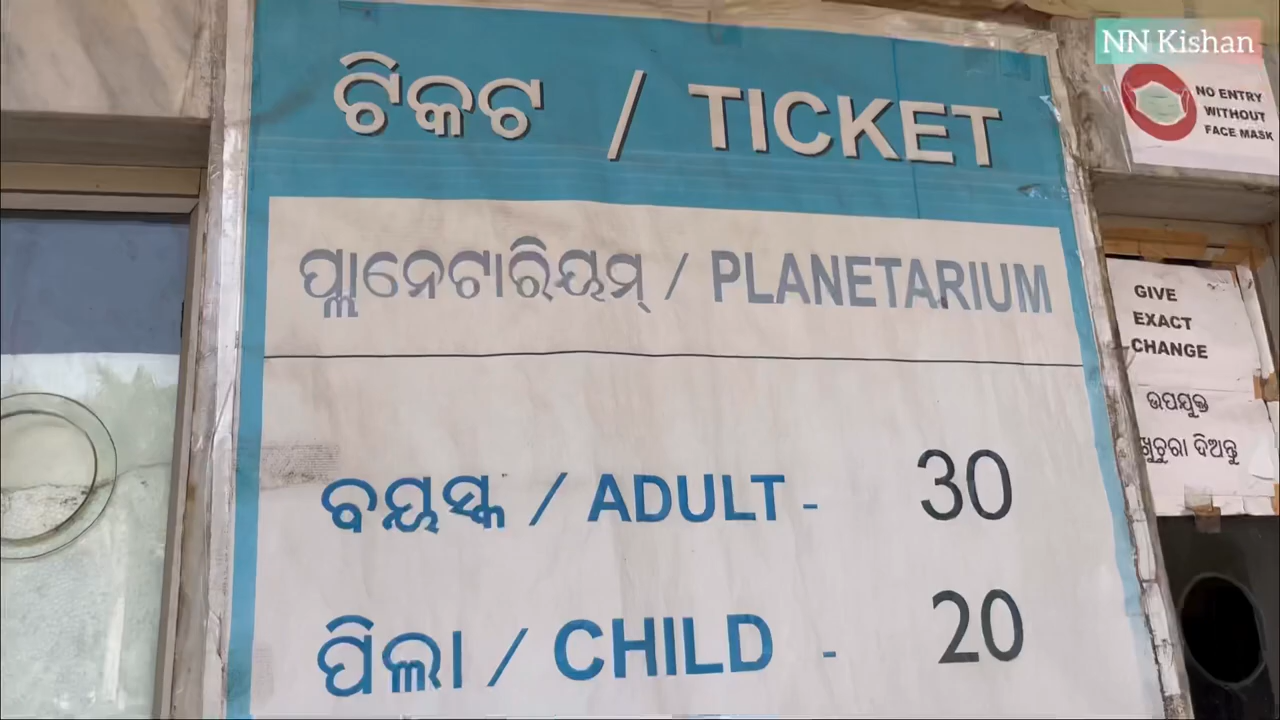 NN Kishan
ଟିକଟ / TICKET
NO ENTRY
WITHOUT
FACE MASK
ପ୍ଲାନେଟାରିୟମ୍ / PLANETARIUM
ବୟସ୍କ / ADULT - 30
ପିଲା / CHILD - 20
GIVE
EXACT
CHANGE
ଉପଯୁକ୍ତ
ଖୁଚୁରା ଦିଅନ୍ତୁ